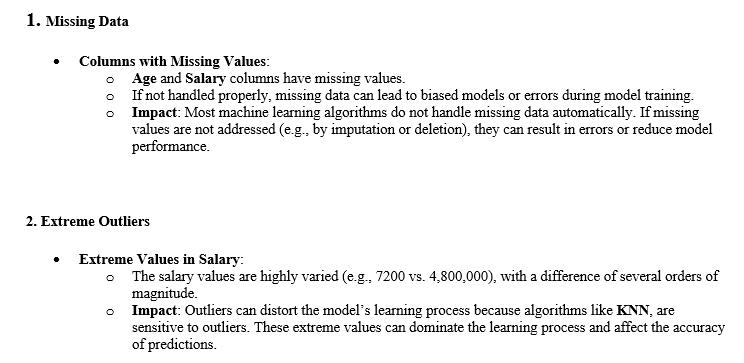 1. Missing Data
• Columns with Missing Values:
o Age and Salary columns have missing values.
o If not handled properly, missing data can lead to biased models or errors during model training.
o Impact: Most machine learning algorithms do not handle missing data automatically. If missing
values are not addressed (e.g., by imputation or deletion), they can result in errors or reduce model
performance.
2. Extreme Outliers
• Extreme Values in Salary:
o The salary values are highly varied (e.g., 7200 vs. 4,800,000), with a difference of several orders of
magnitude.
o Impact: Outliers can distort the model's learning process because algorithms like KNN, are
sensitive to outliers. These extreme values can dominate the learning process and affect the accuracy
of predictions.